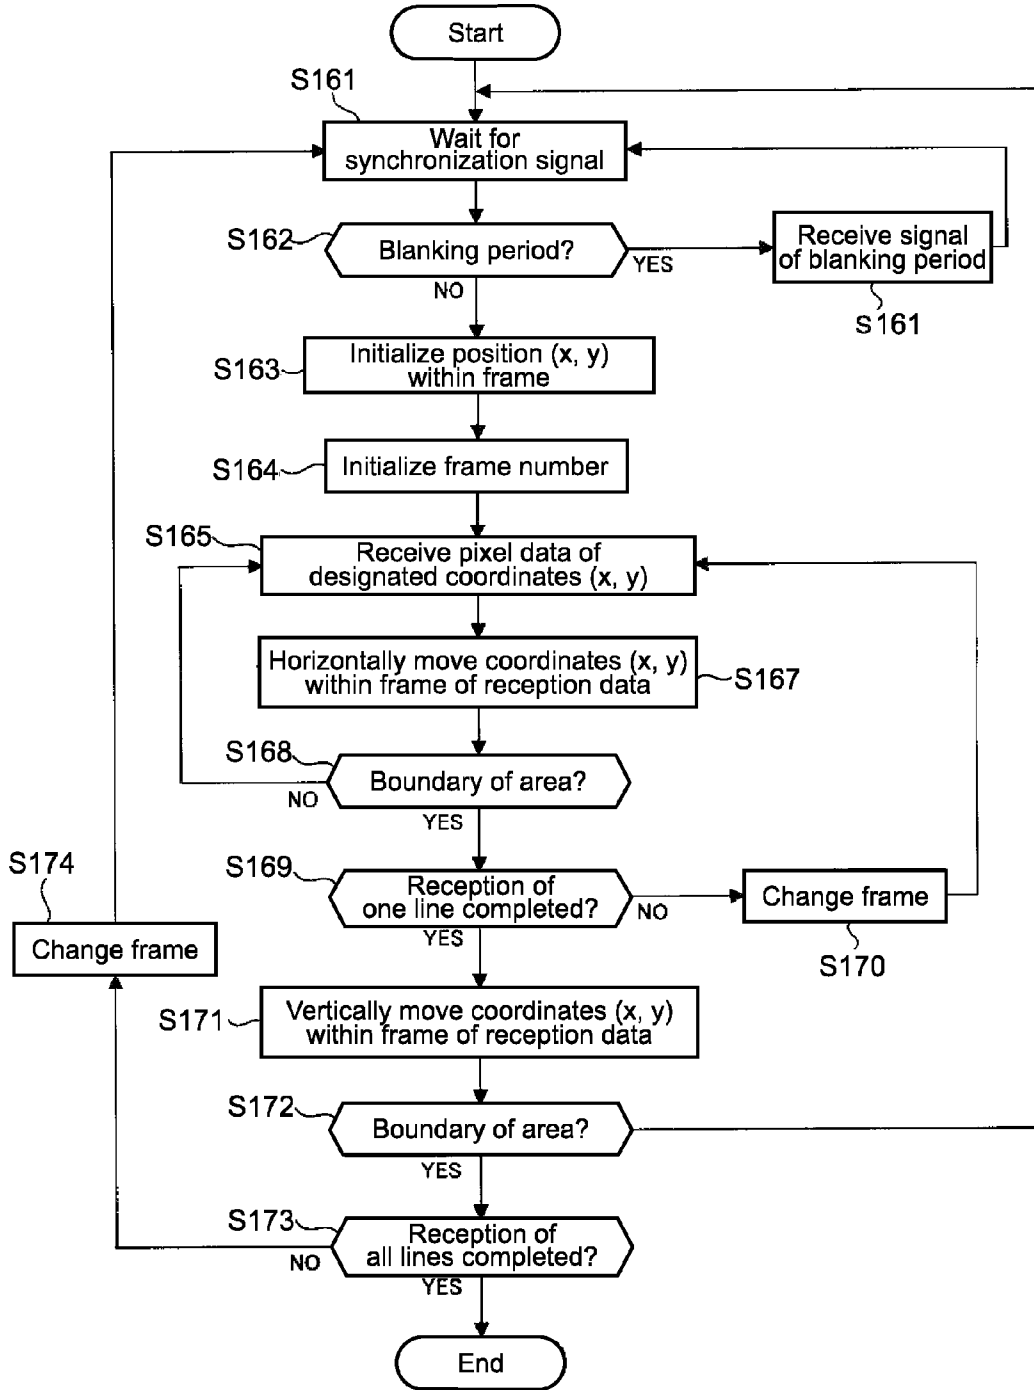 Start
S161
Wait for
synchronization signal
S162
Blanking period?
YES
NO
Receive signal
of blanking period
S161
S163
Initialize position (x, y)
within frame
S164
Initialize frame number
S165
Receive pixel data of
designated coordinates (x, y)
Horizontally move coordinates (x, y)
within frame of reception data
S167
S168
Boundary of area?
NO
YES
S169
Reception of
one line completed?
NO
YES
Change frame
S170
S174
Change frame
S171
Vertically move coordinates (x, y)
within frame of reception data
S172
Boundary of area?
YES
S173
Reception of
all lines completed?
NO
YES
End